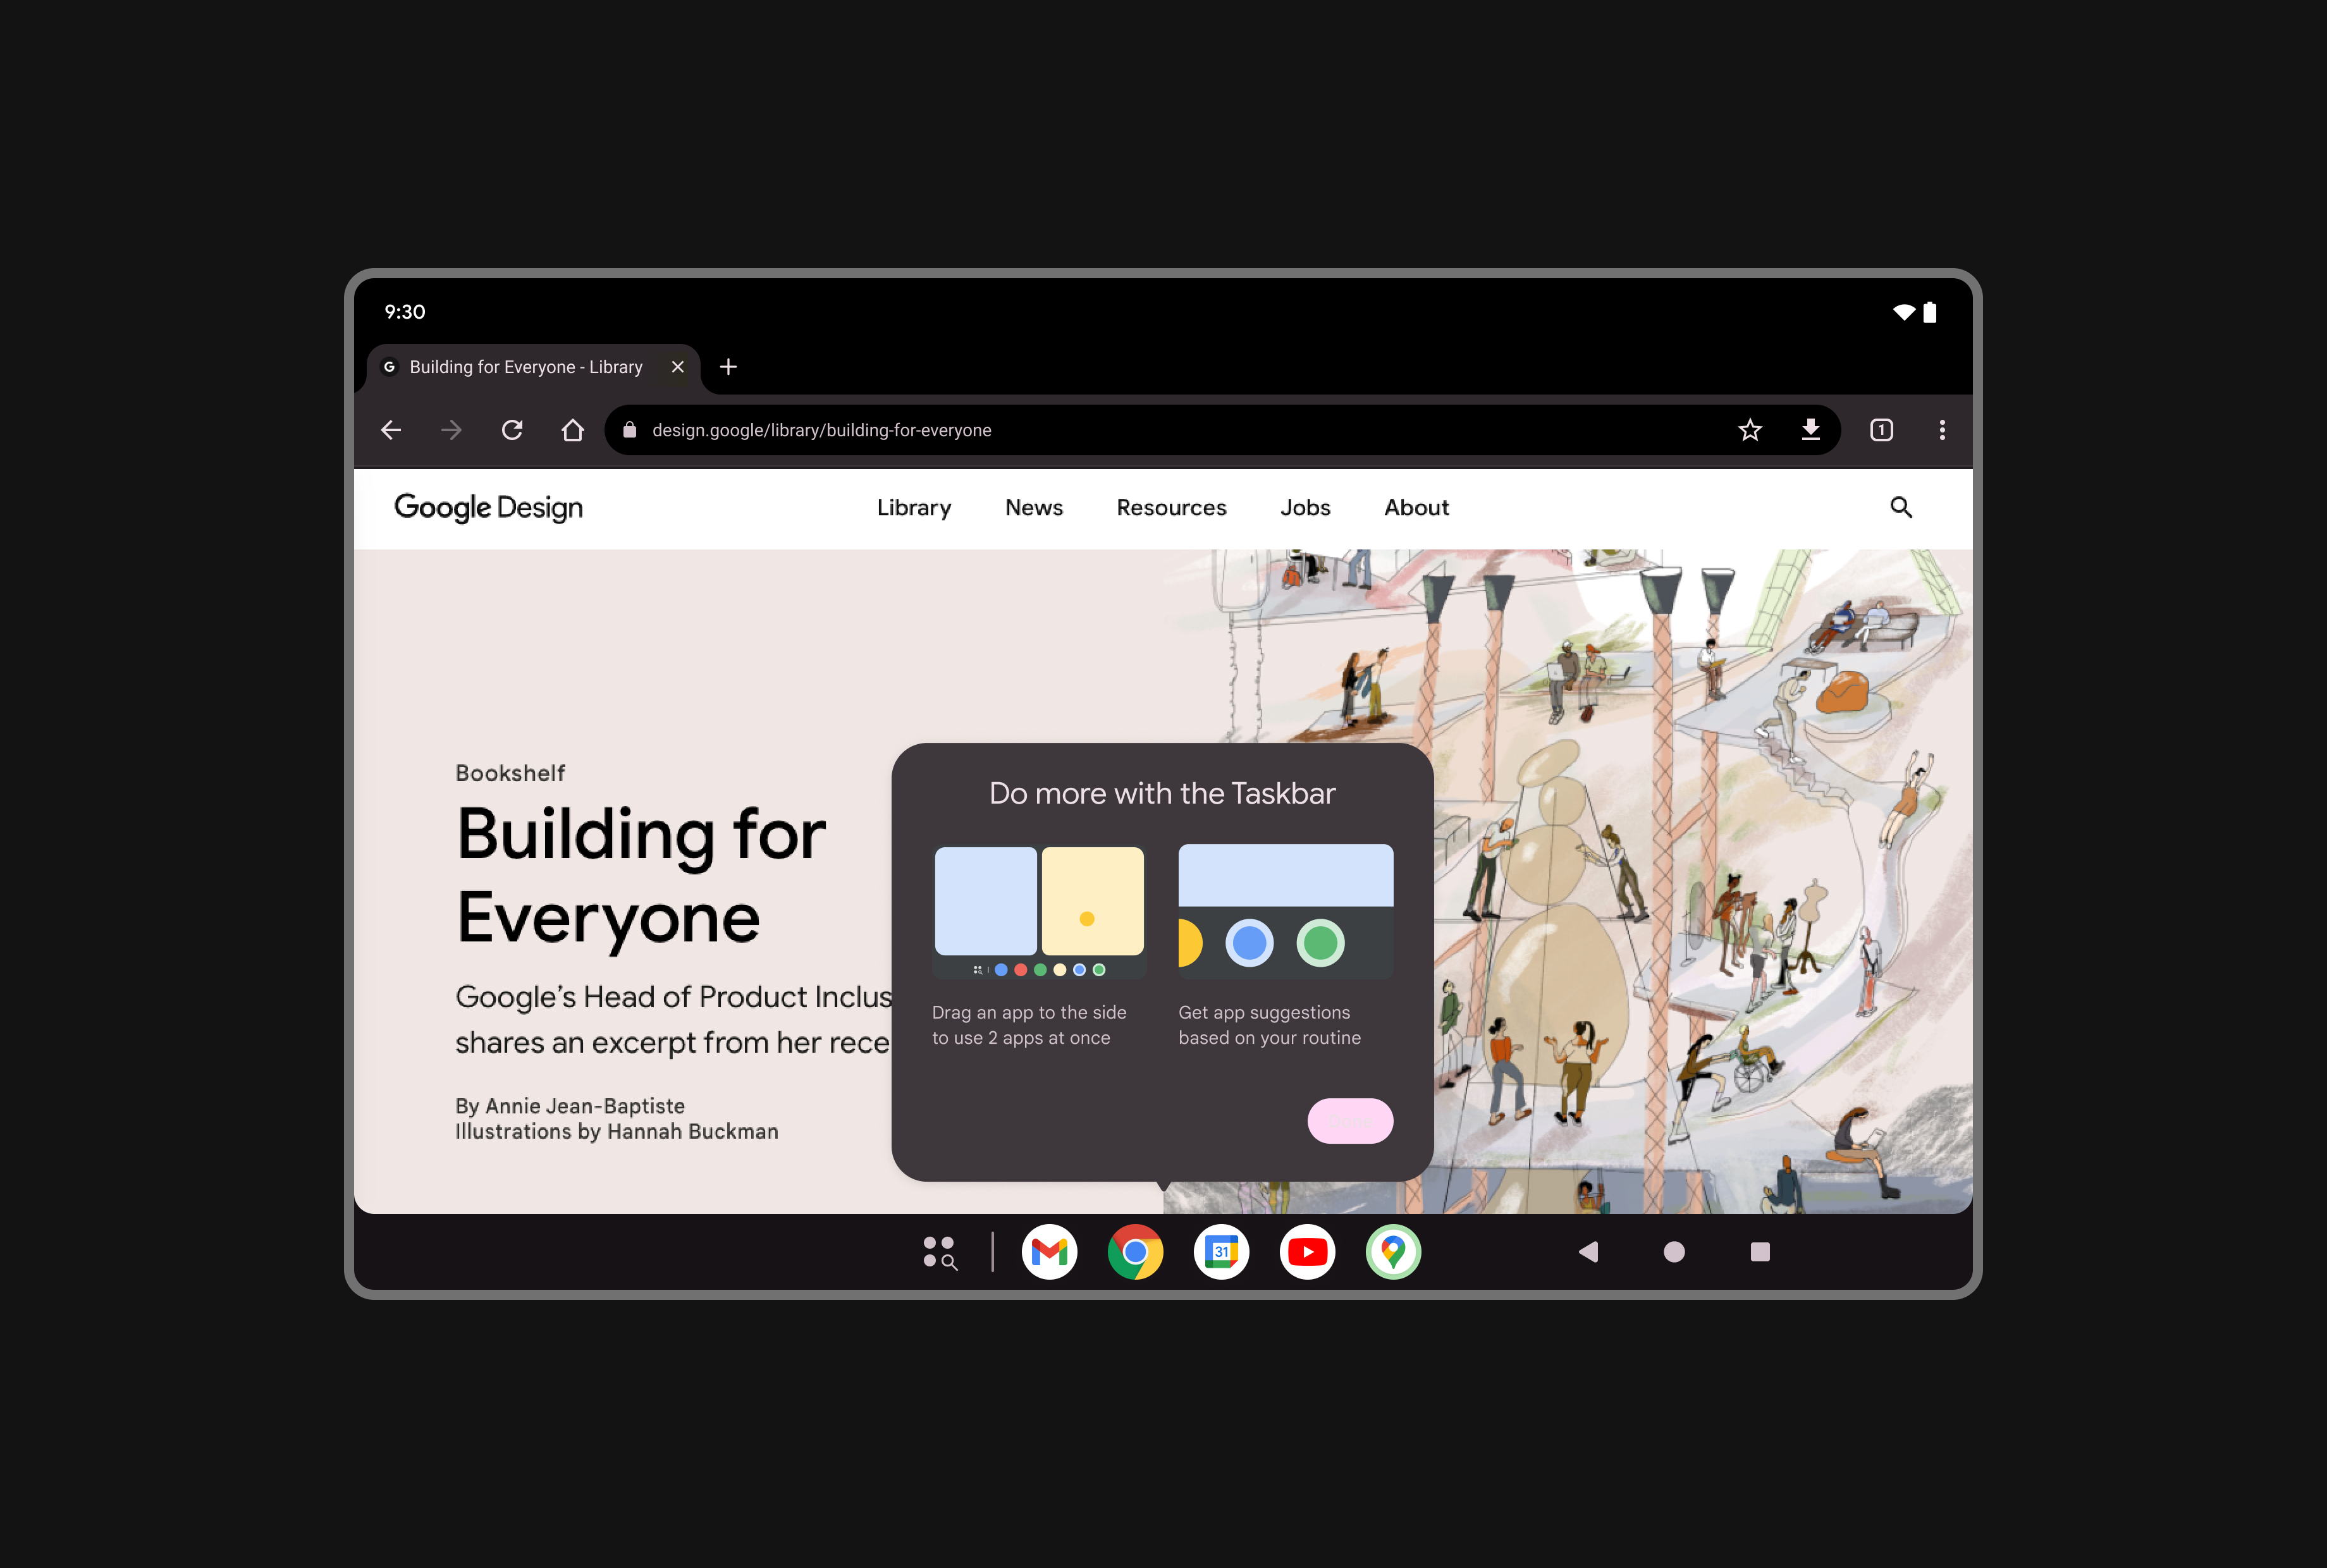 9:30
G Building for Everyone - Library
design.google/library/building-for-everyone
1
Google Design
Library News Resources Jobs About
Bookshelf
Building for
Everyone
Google's Head of Product Inclus
shares an excerpt from her rece
By Annie Jean-Baptiste
Illustrations by Hannah Buckman
Do more with the Taskbar
Drag an app to the side
to use 2 apps at once
Get app suggestions
based on your routine
31